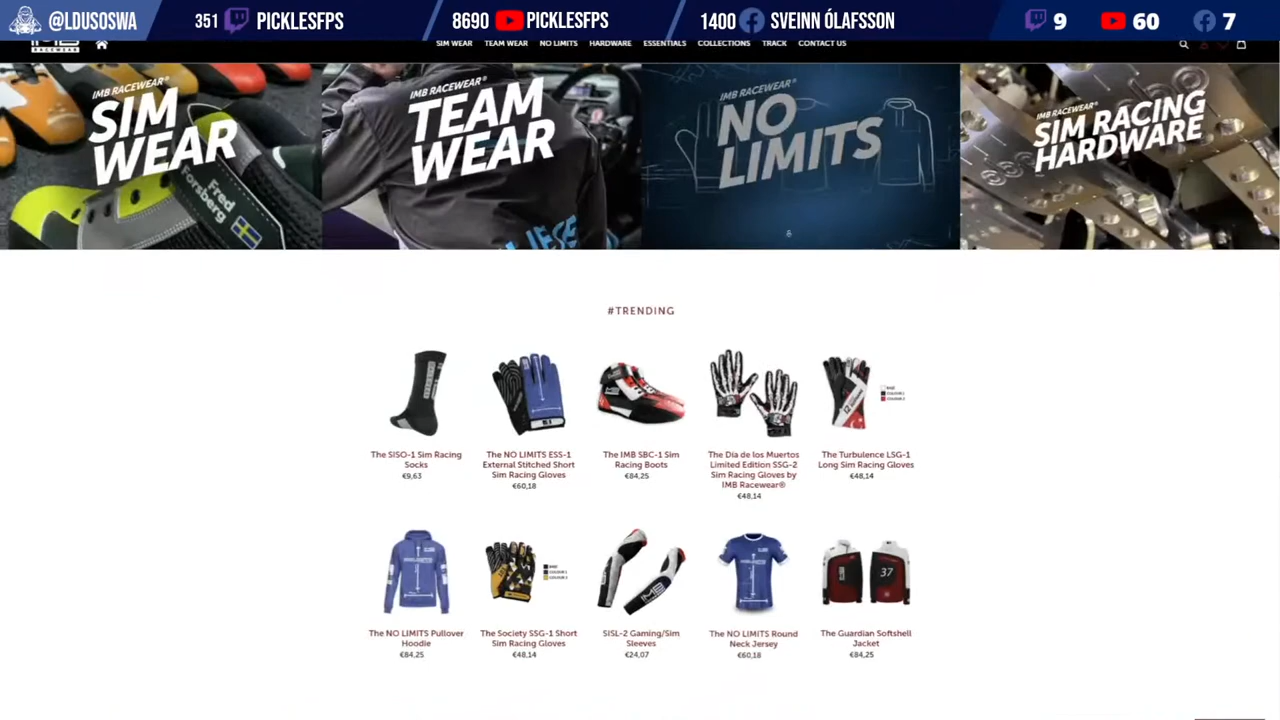 @LDUSOSWA
351 PICKLESFPS
8690 PICKLESFPS
1400 SVEINN ÓLAFSSON
9
60
7
IMB
RACEWEAR
SIM WEAR TEAM WEAR NO LIMITS HARDWARE ESSENTIALS COLLECTIONS TRACK CONTACT US
IMB RACEWEAR®
SIM
WEAR
Fred
Forsberg
IMB RACEWEAR®
TEAM
WEAR
IMB RACEWEAR®
NO
LIMITS
IMB RACEWEAR®
SIM RACING
HARDWARE
#TRENDING
The SISO-1 Sim Racing
Socks
€9,63
The NO LIMITS ESS-1
External Stitched Short
Sim Racing Gloves
€60,18
The IMB SBC-1 Sim
Racing Boots
€84,25
The Dia de los Muertos
Limited Edition SSG-2
Sim Racing Gloves by
IMB Racewear®
€48,14
The Turbulence LSG-1
Long Sim Racing Gloves
€48,14
The NO LIMITS Pullover
Hoodie
€84,25
The Society SSG-1 Short
Sim Racing Gloves
€48,14
IMB
SISL-2 Gaming/Sim
Sleeves
€24,07
The NO LIMITS Round
Neck Jersey
€60,18
37
The Guardian Softshell
Jacket
€84,25